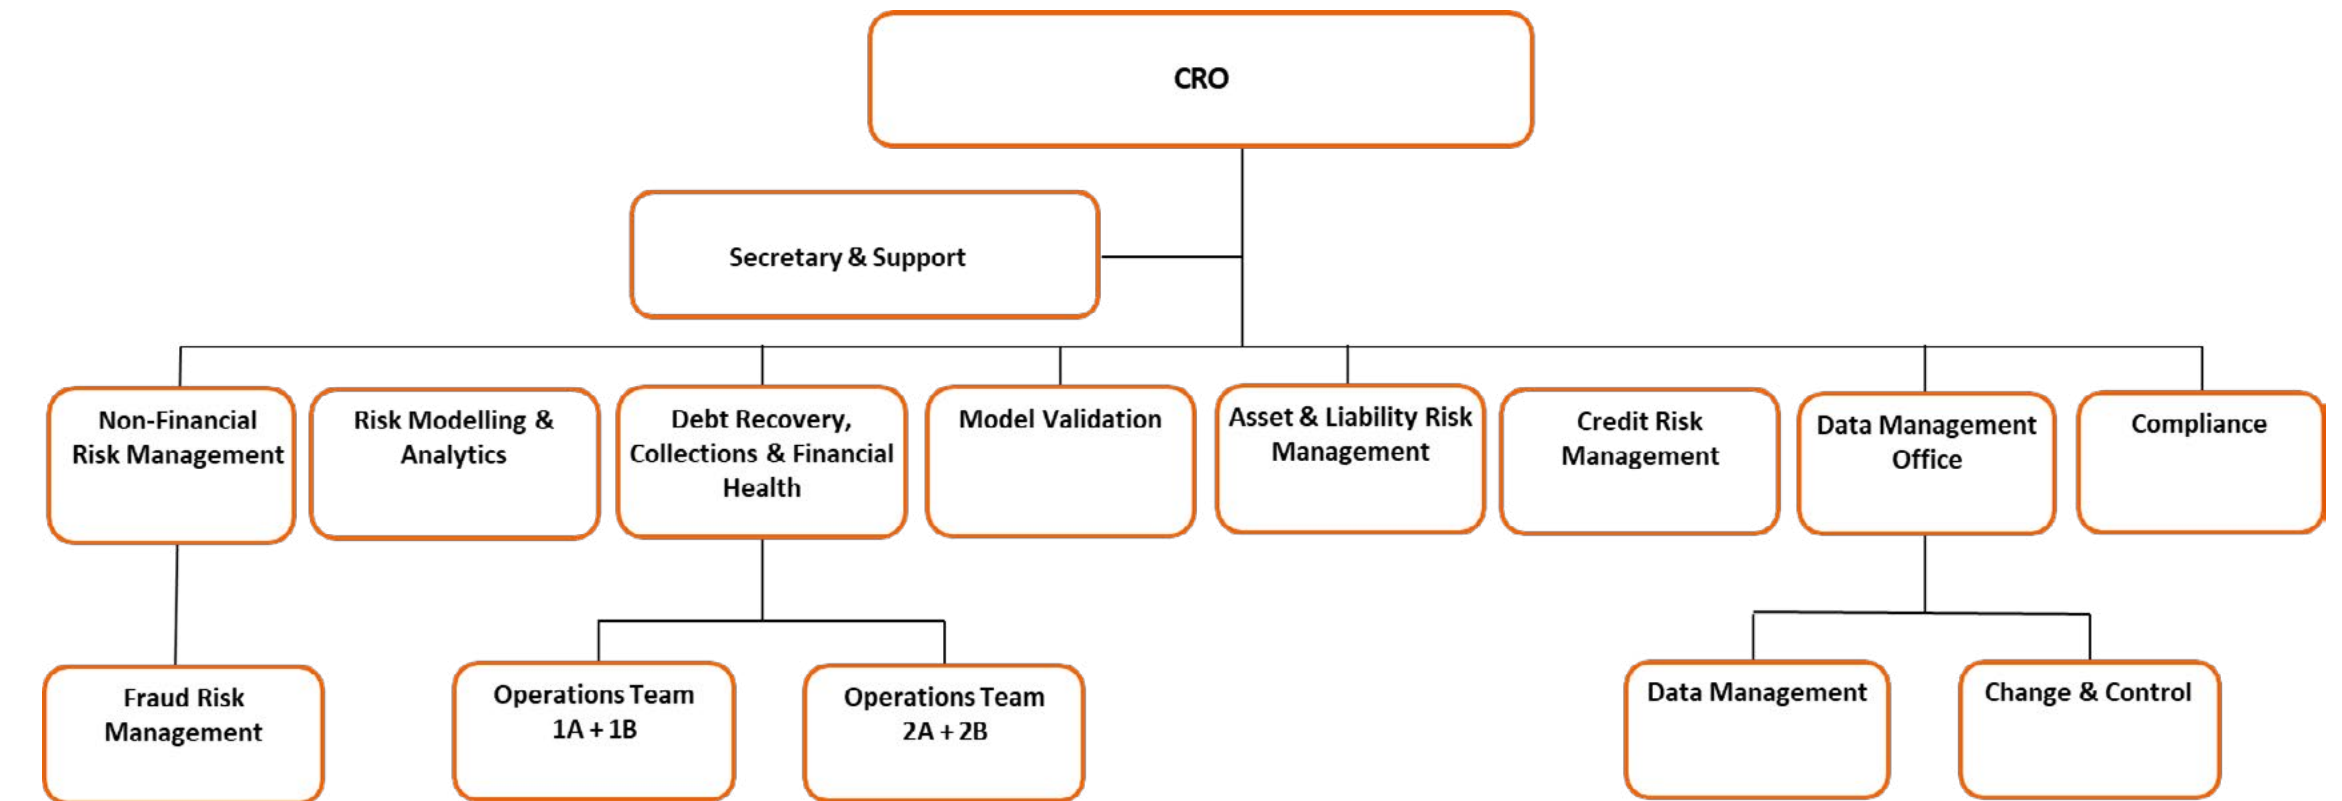 CRO
Secretary & Support
Non-Financial
Risk Management
Risk Modelling &
Analytics
Debt Recovery,
Collections & Financial
Health
Model Validation
Asset & Liability Risk
Management
Credit Risk
Management
Data Management
Office
Compliance
Fraud Risk
Management
Operations Team
1A + 1B
Operations Team
2A + 2B
Data Management
Change & Control